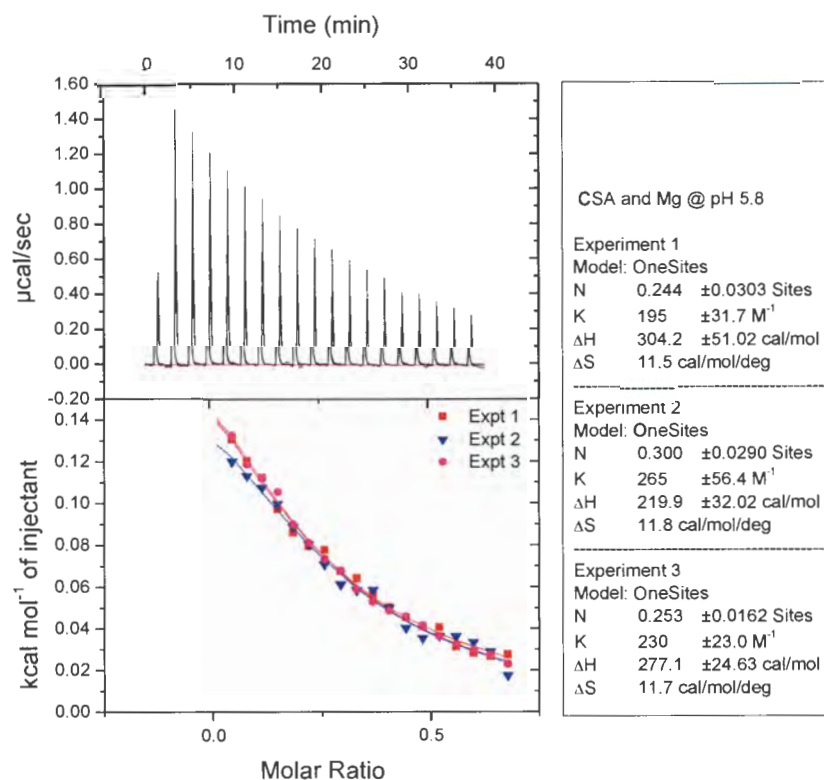 Time (min)
0 10 20 30 40
1.60
1.40
1.20
1.00
0.80
0.60
0.40
0.20
0.00
-0.20
µcal/sec
0.14
0.12
0.10
0.08
0.06
0.04
0.02
0.00
kcal mol⁻¹ of injectant
Expt 1
Expt 2
Expt 3
0.0 0.5
Molar Ratio
CSA and Mg @ pH 5.8
Experiment 1
Model: OneSites
N 0.244 ±0.0303 Sites
K 195 ±31.7 M⁻¹
ΔH 304.2 ±51.02 cal/mol
ΔS 11.5 cal/mol/deg
Experiment 2
Model: OneSites
N 0.300 ±0.0290 Sites
K 265 ±56.4 M⁻¹
ΔH 219.9 ±32.02 cal/mol
ΔS 11.8 cal/mol/deg
Experiment 3
Model: OneSites
N 0.253 ±0.0162 Sites
K 230 ±23.0 M⁻¹
ΔH 277.1 ±24.63 cal/mol
ΔS 11.7 cal/mol/deg